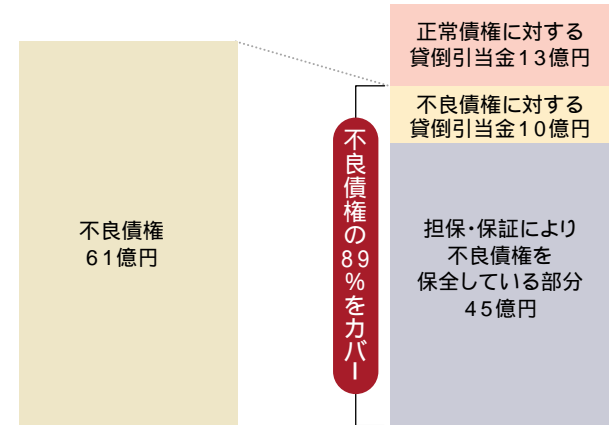 不良債権
61億円
不良債権の89%をカバー
正常債権に対する
貸倒引当金13億円
不良債権に対する
貸倒引当金10億円
担保・保証により
不良債権を
保全している部分
45億円